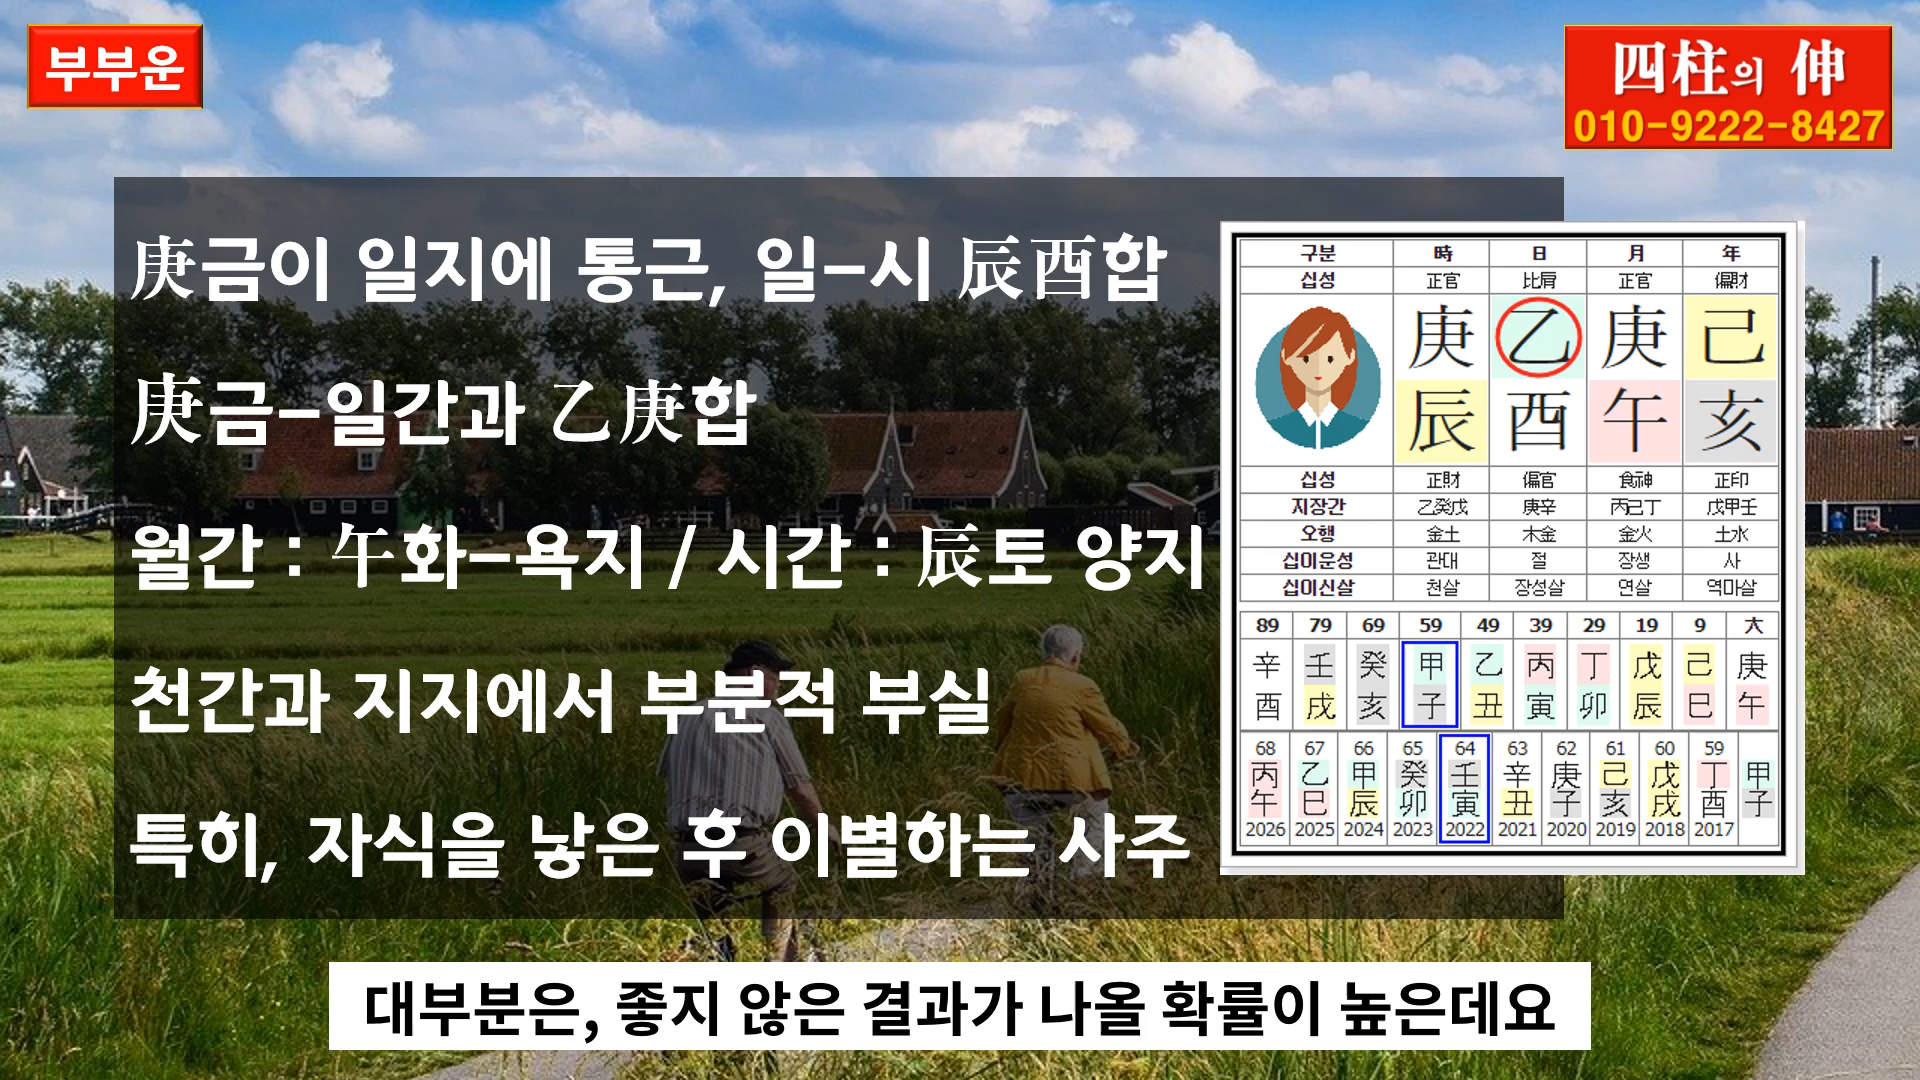 부부운
四柱의 伸
010-9222-8427
庚금이 일지에 통근, 일-시 辰酉합
庚금-일간과 乙庚합
월간 : 午화-욕지 / 시간 : 辰토 양지
천간과 지지에서 부분적 부실
특히, 자식을 낳은 후 이별하는 사주
구분 時 日 月 年
십성 正官 比肩 正官 偏財
庚 乙 庚 己
辰 酉 午 亥
십성 正財 偏官 食神 正印
지장간 乙癸戊 庚辛 丙己丁 戊甲壬
오행 金土 木金 金火 土水
십이운성 관대 절 장생 사
십이신살 천살 장성살 연살 역마살
89 79 69 59 49 39 29 19 9 六
辛 壬 癸 甲 乙 丙 丁 戊 己 庚
酉 戌 亥 子 丑 寅 卯 辰 巳 午
68 67 66 65 64 63 62 61 60 59
丙 乙 甲 癸 壬 辛 庚 己 戊 丁 甲
午 巳 辰 卯 寅 丑 子 亥 戌 酉 子
2026 2025 2024 2023 2022 2021 2020 2019 2018 2017
대부분은, 좋지 않은 결과가 나올 확률이 높은데요